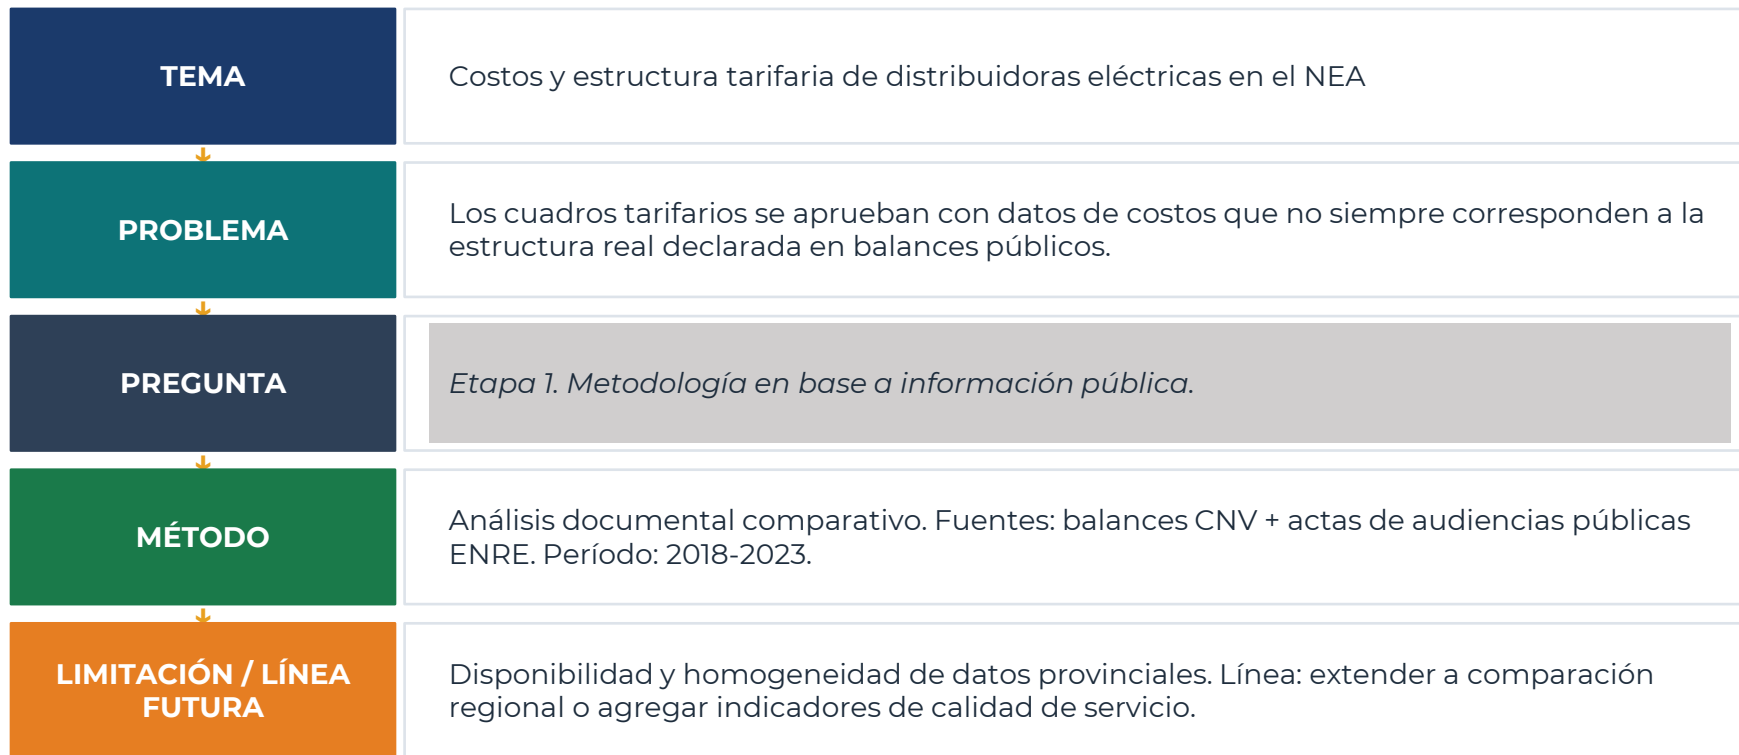 TEMA
Costos y estructura tarifaria de distribuidoras eléctricas en el NEA
PROBLEMA
Los cuadros tarifarios se aprueban con datos de costos que no siempre corresponden a la
estructura real declarada en balances públicos.
PREGUNTA
Etapa 1. Metodología en base a información pública.
MÉTODO
Análisis documental comparativo. Fuentes: balances CNV + actas de audiencias públicas
ENRE. Período: 2018-2023.
LIMITACIÓN / LÍNEA
FUTURA
Disponibilidad y homogeneidad de datos provinciales. Línea: extender a comparación
regional o agregar indicadores de calidad de servicio.